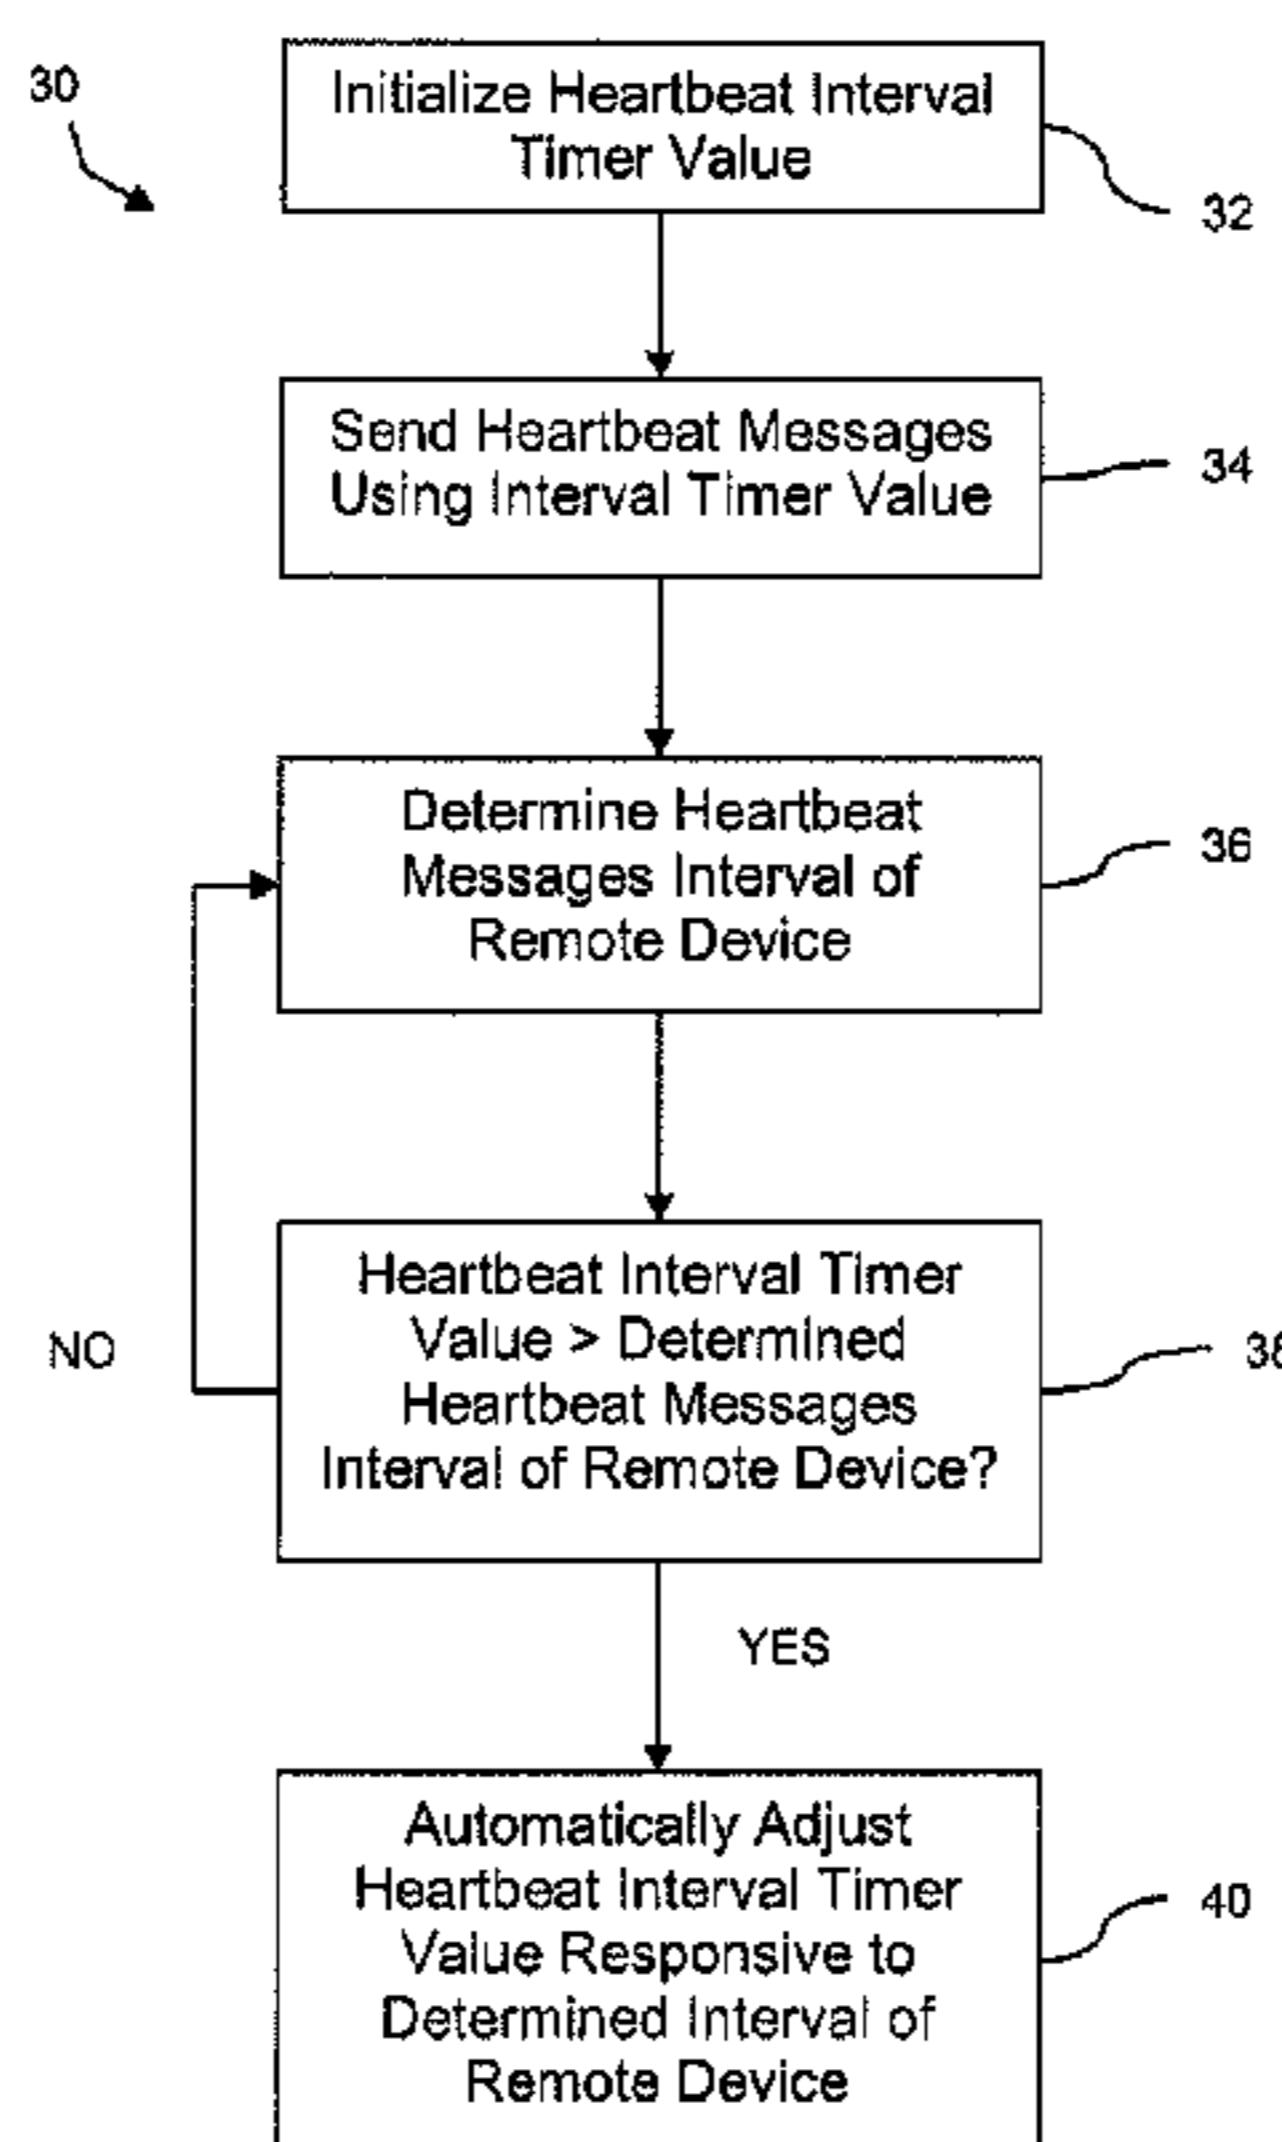 30
Initialize Heartbeat Interval
Timer Value
32
Send Heartbeat Messages
Using Interval Timer Value
34
Determine Heartbeat
Messages Interval of
Remote Device
36
Heartbeat Interval Timer
Value > Determined
Heartbeat Messages
Interval of Remote Device?
38
NO
YES
Automatically Adjust
Heartbeat Interval Timer
Value Responsive to
Determined Interval of
Remote Device
40